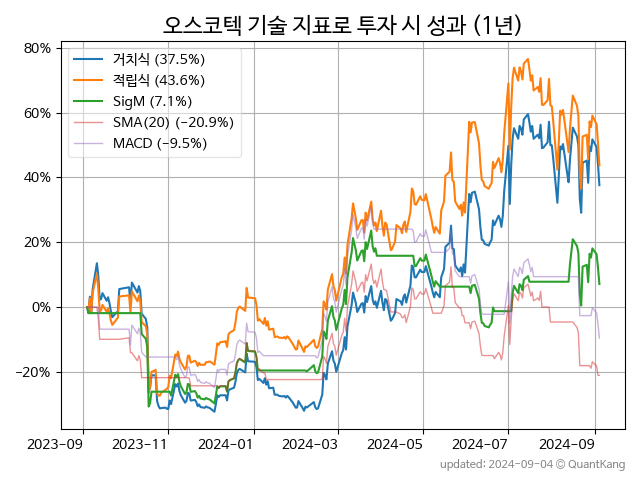 오스코텍 기술 지표로 투자 시 성과 (1년)
80%
60%
40%
20%
0%
−20%
거치식 (37.5%)
적립식 (43.6%)
SigM (7.1%)
SMA(20) (−20.9%)
MACD (−9.5%)
2023-09 2023-11 2024-01 2024-03 2024-05 2024-07 2024-09
updated: 2024-09-04 © QuantKang